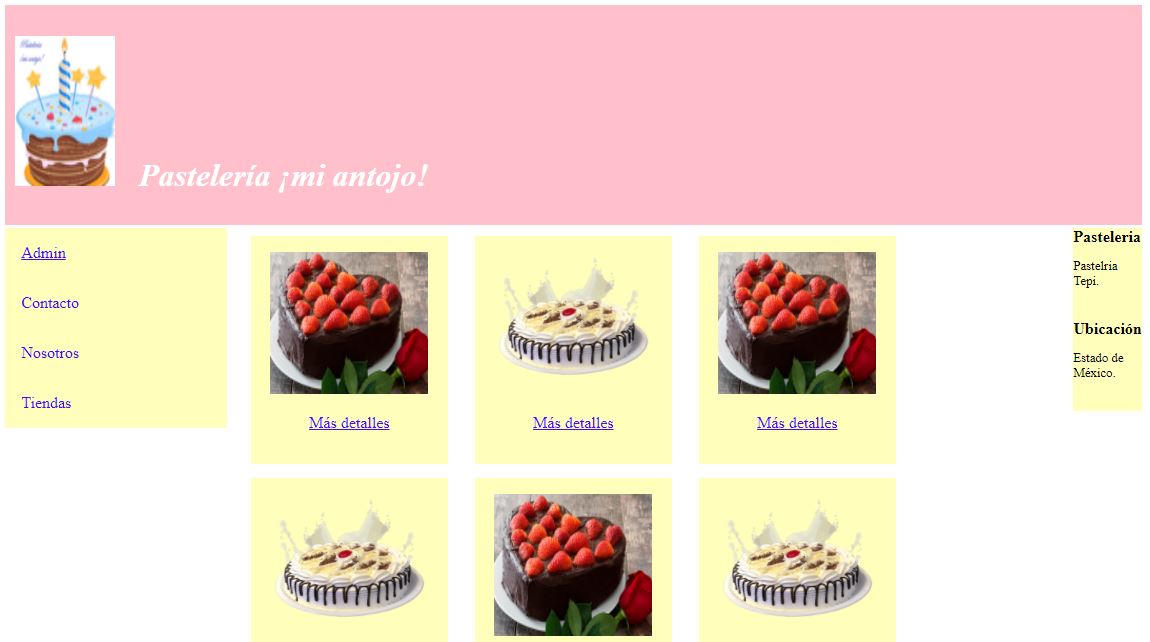 Pastelería ¡mi antojo!
Admin
Contacto
Nosotros
Tiendas
Más detalles
Más detalles
Más detalles
Pasteleria
Pastelria
Tepi.
Ubicación
Estado de
México.